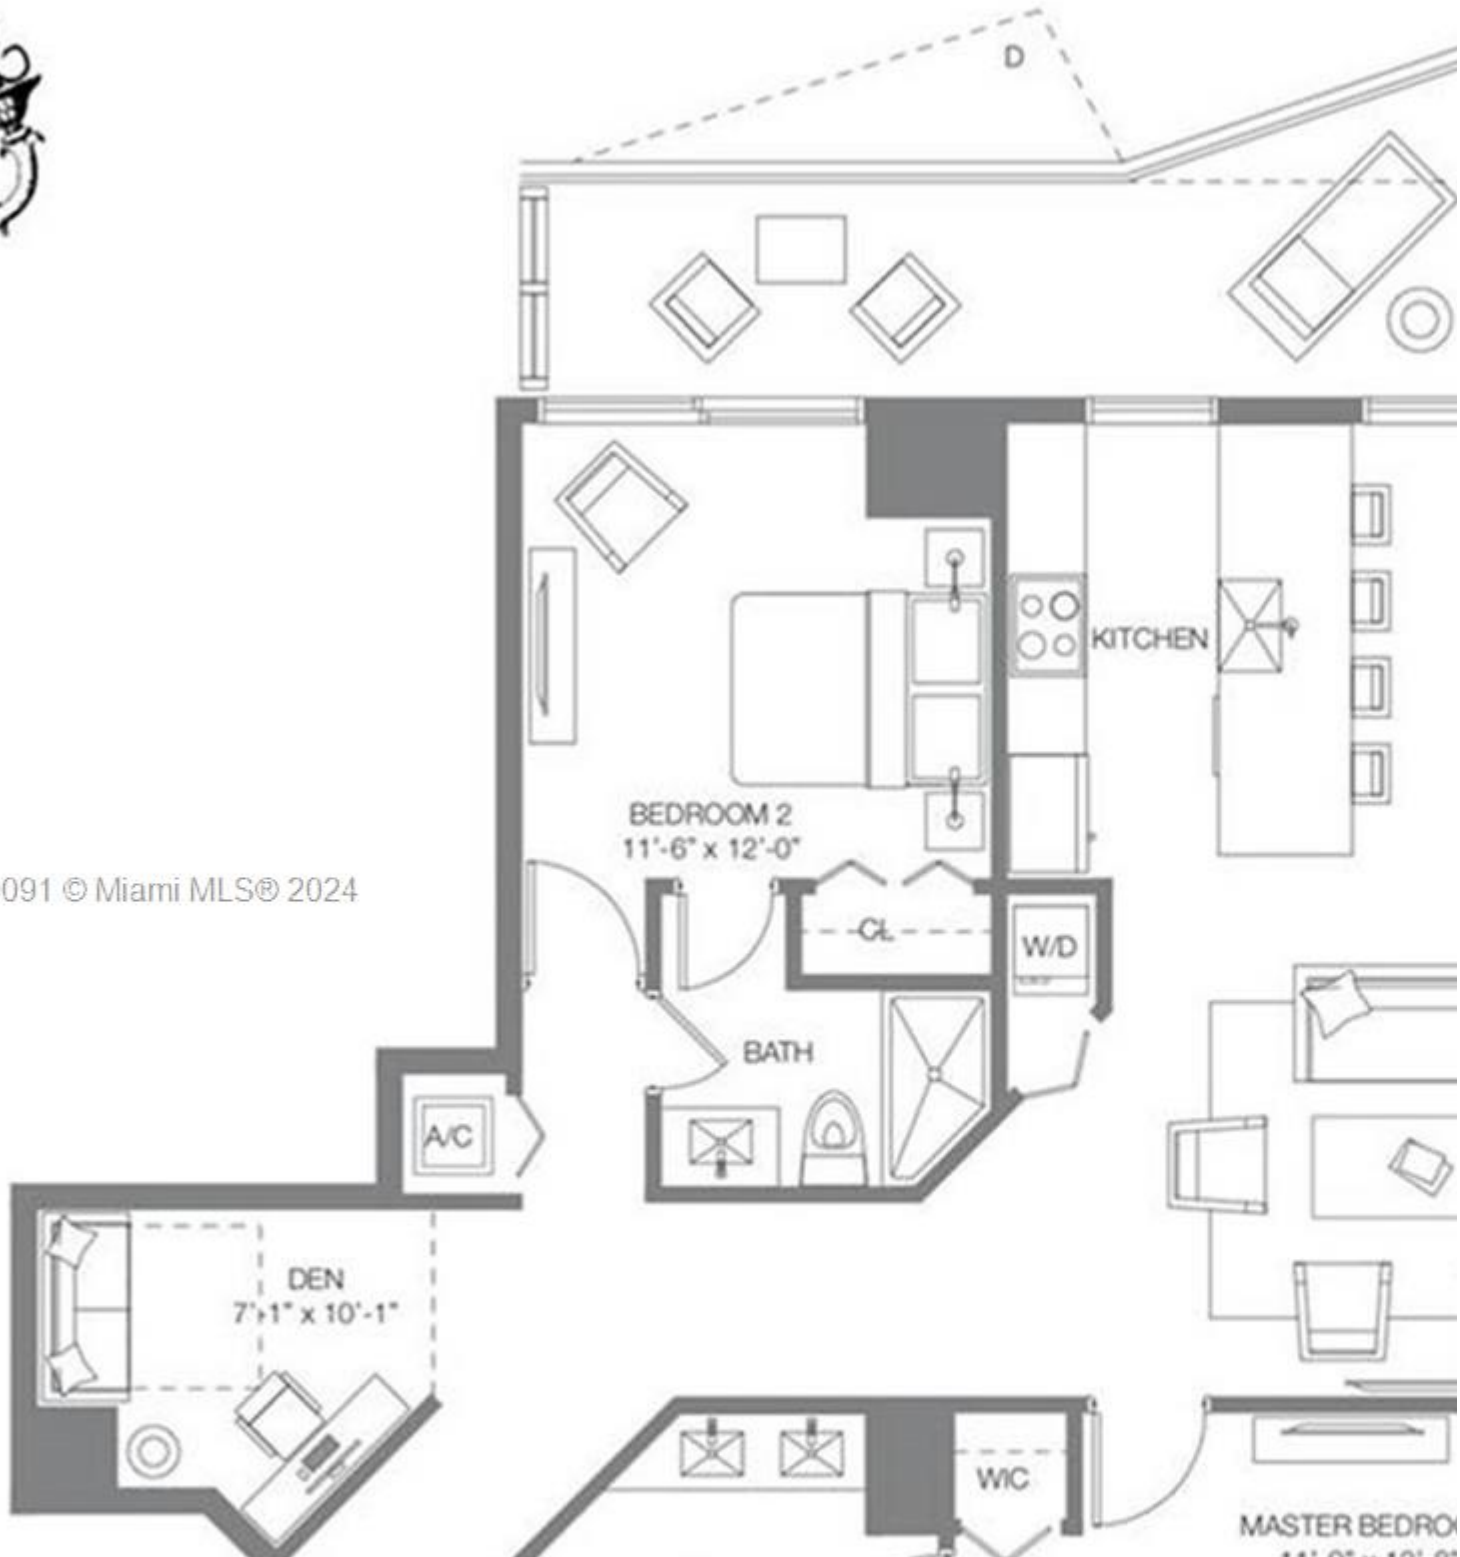 D
KITCHEN
BEDROOM 2
11'-6" x 12'-0"
091 © Miami MLS® 2024
CL
W/D
BATH
A/C
DEN
7'-1" x 10'-1"
WIC
MASTER